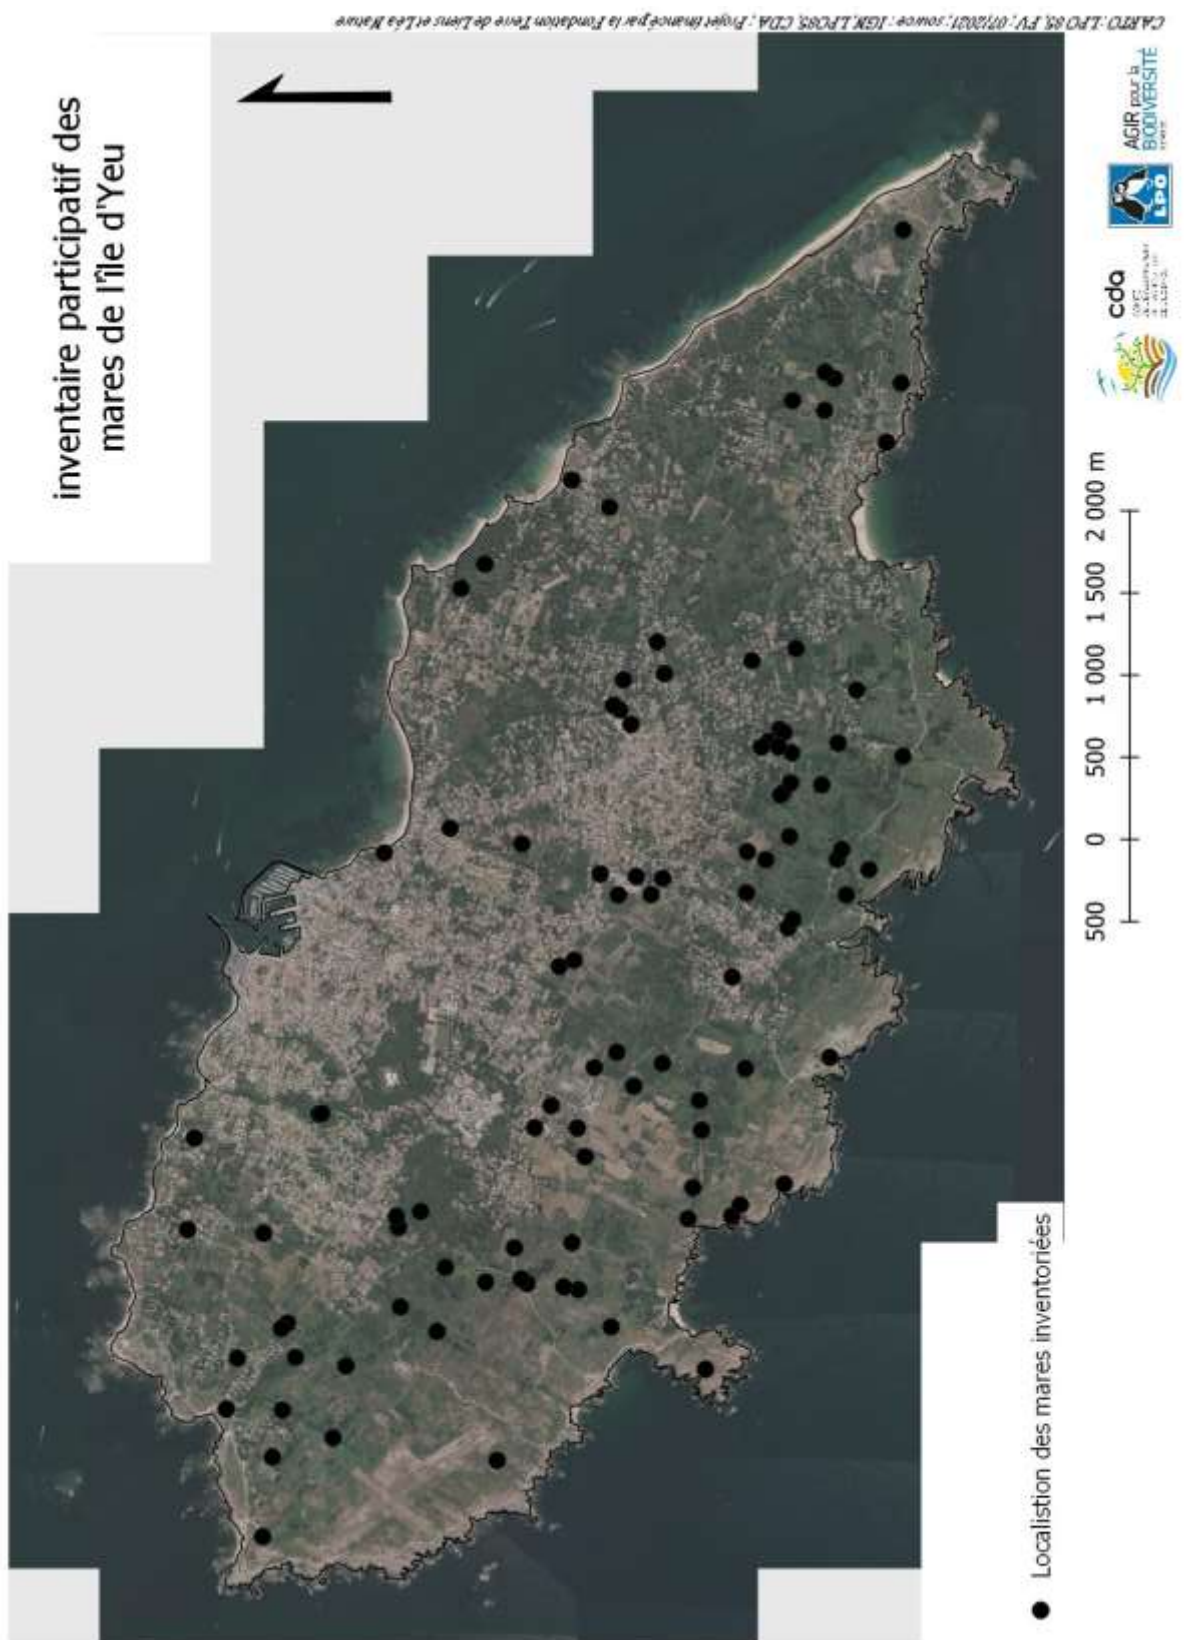 inventaire participatif des
mares de l'île d'Yeu
CARTO : LPO 85, FV ; 07/2021 ; source : IGN, LPO85, CDA ; Projet financé par la Fondation Terre de Liens et Léa Nature
● Localistion des mares inventoriées
500 0 500 1 000 1 500 2 000 m
cda
LPO
AGIR pour la
BIODIVERSITÉ